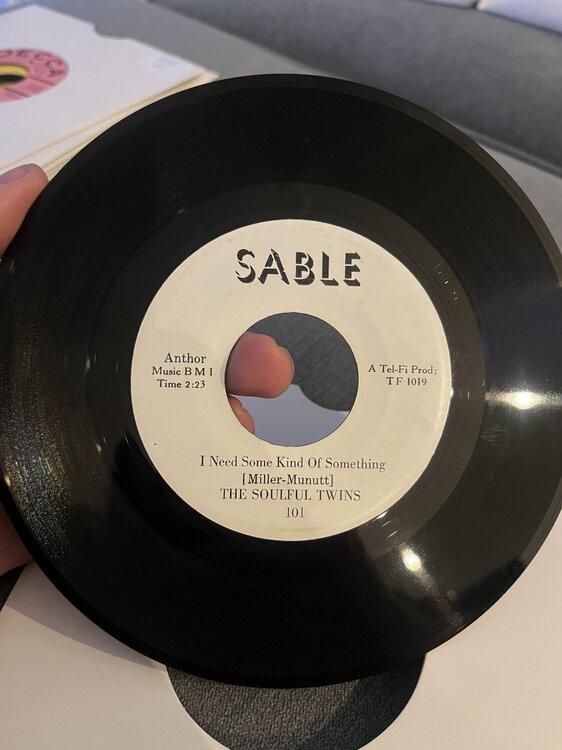 DECCA
SABLE
Anthor
Music B M I
Time 2:23
A Tel-Fi Prod;
T F 1019
I Need Some Kind Of Something
[Miller-Munutt]
THE SOULFUL TWINS
101